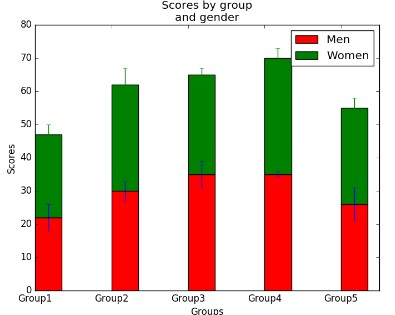 Scores by group
and gender
Men
Women
Scores
80
70
60
50
40
30
20
10
0
Group1 Group2 Group3 Group4 Group5
Groups